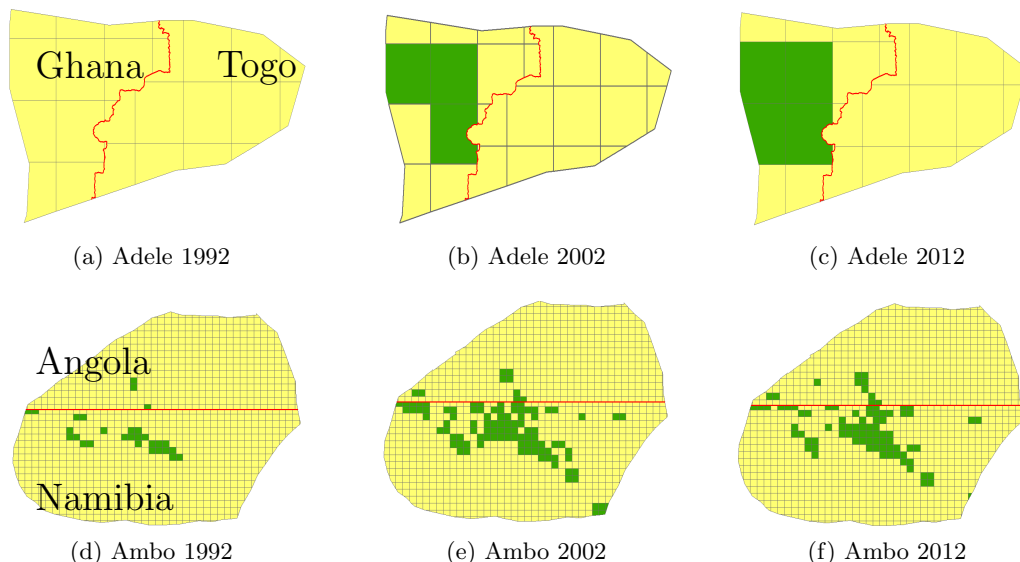 Ghana Togo
(a) Adele 1992
(b) Adele 2002
(c) Adele 2012
Angola
Namibia
(d) Ambo 1992
(e) Ambo 2002
(f) Ambo 2012